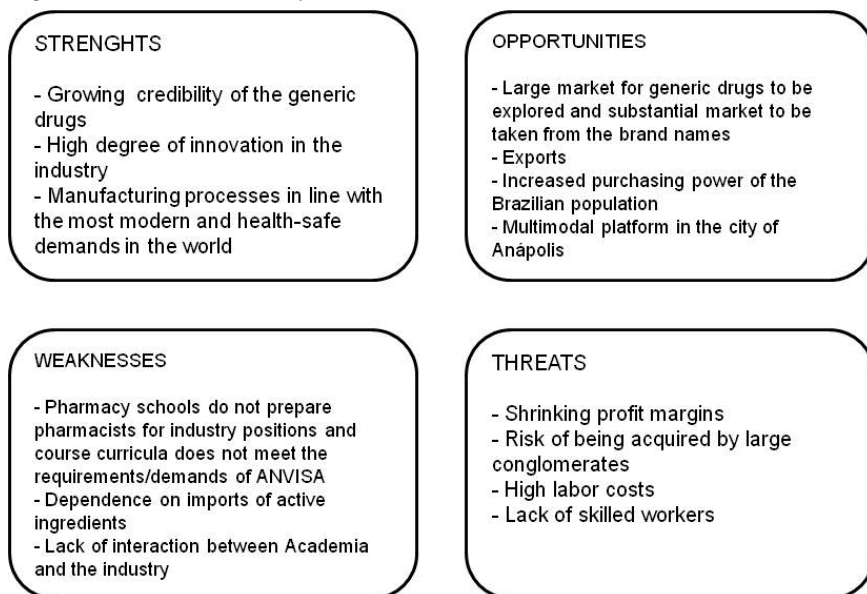 STRENGHTS
- Growing credibility of the generic
drugs
- High degree of innovation in the
industry
- Manufacturing processes in line with
the most modern and health-safe
demands in the world
OPPORTUNITIES
- Large market for generic drugs to be
explored and substantial market to be
taken from the brand names
- Exports
- Increased purchasing power of the
Brazilian population
- Multimodal platform in the city of
Anápolis
WEAKNESSES
- Pharmacy schools do not prepare
pharmacists for industry positions and
course curricula does not meet the
requirements/demands of ANVISA
- Dependence on imports of active
ingredients
- Lack of interaction between Academia
and the industry
THREATS
- Shrinking profit margins
- Risk of being acquired by large
conglomerates
- High labor costs
- Lack of skilled workers